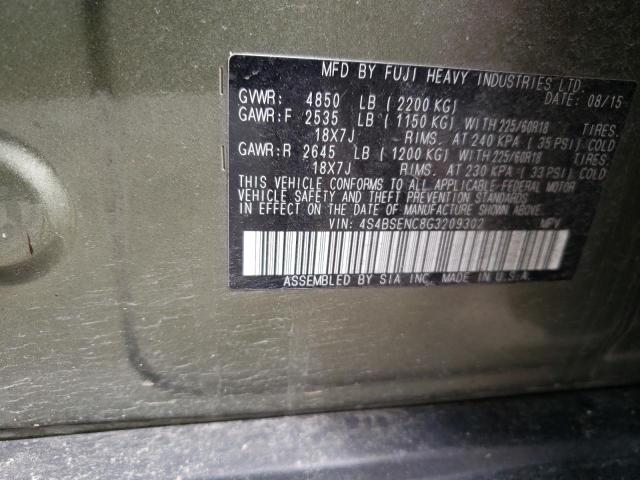 MFD BY FUJI HEAVY INDUSTRIES LTD.
DATE: 08/15
GVWR: 4850 LB (2200 KG)
GAWR:F 2535 LB (1150 KG) WITH 225/60R18 TIRES.
18X7J RIMS. AT 240 KPA (35 PSI) COLD
GAWR:R 2645 LB (1200 KG) WITH 225/60R18 TIRES.
18X7J RIMS. AT 230 KPA (33 PSI) COLD
THIS VEHICLE CONFORMS TO ALL APPLICABLE FEDERAL MOTOR
VEHICLE SAFETY AND THEFT PREVENTION STANDARDS
IN EFFECT ON THE DATE OF MANUFACTURE SHOWN ABOVE.
VIN: 4S4BSENC8G3209302 MPV
ASSEMBLED BY SIA INC. MADE IN U.S.A.